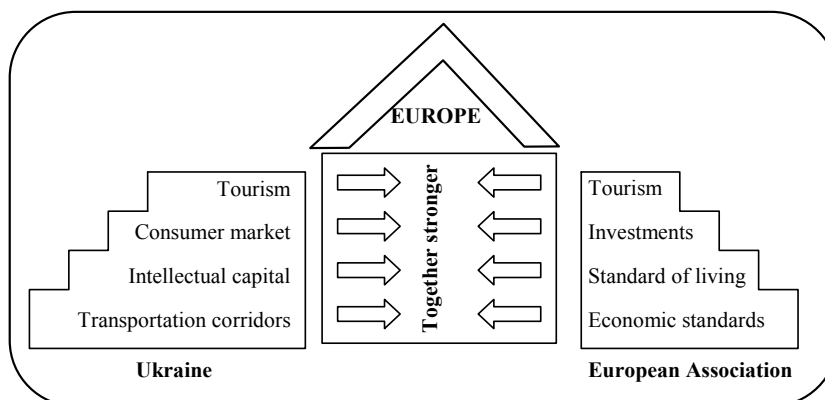 EUROPE
Tourism
Consumer market
Intellectual capital
Transportation corridors
Ukraine
Together stronger
Tourism
Investments
Standard of living
Economic standards
European Association